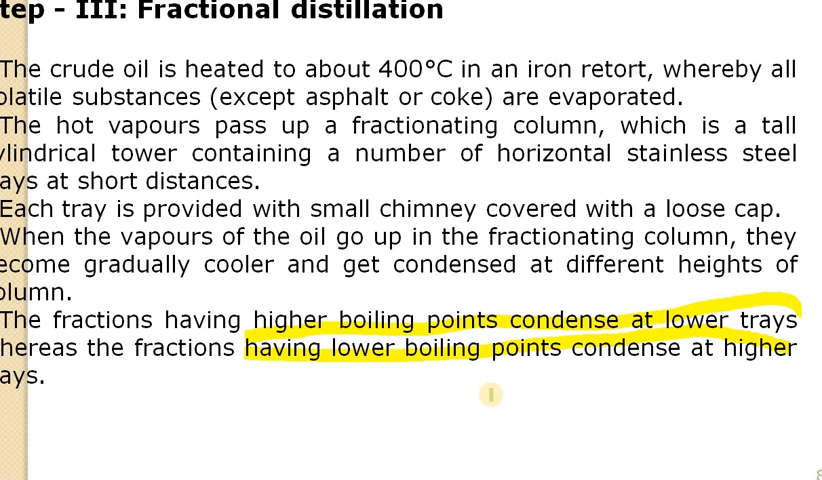 tep - III: Fractional distillation
The crude oil is heated to about 400°C in an iron retort, whereby all
olatile substances (except asphalt or coke) are evaporated.
The hot vapours pass up a fractionating column, which is a tall
ylindrical tower containing a number of horizontal stainless steel
ays at short distances.
Each tray is provided with small chimney covered with a loose cap.
When the vapours of the oil go up in the fractionating column, they
ecome gradually cooler and get condensed at different heights of
olumn.
The fractions having higher boiling points condense at lower trays
hereas the fractions having lower boiling points condense at higher
ays.